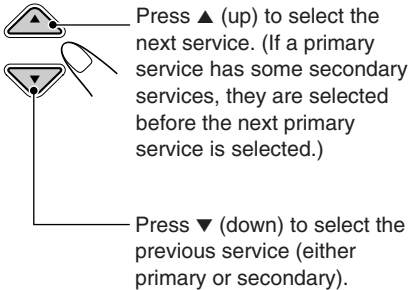 Press ▲ (up) to select the
next service. (If a primary
service has some secondary
services, they are selected
before the next primary
service is selected.)
Press ▼ (down) to select the
previous service (either
primary or secondary).